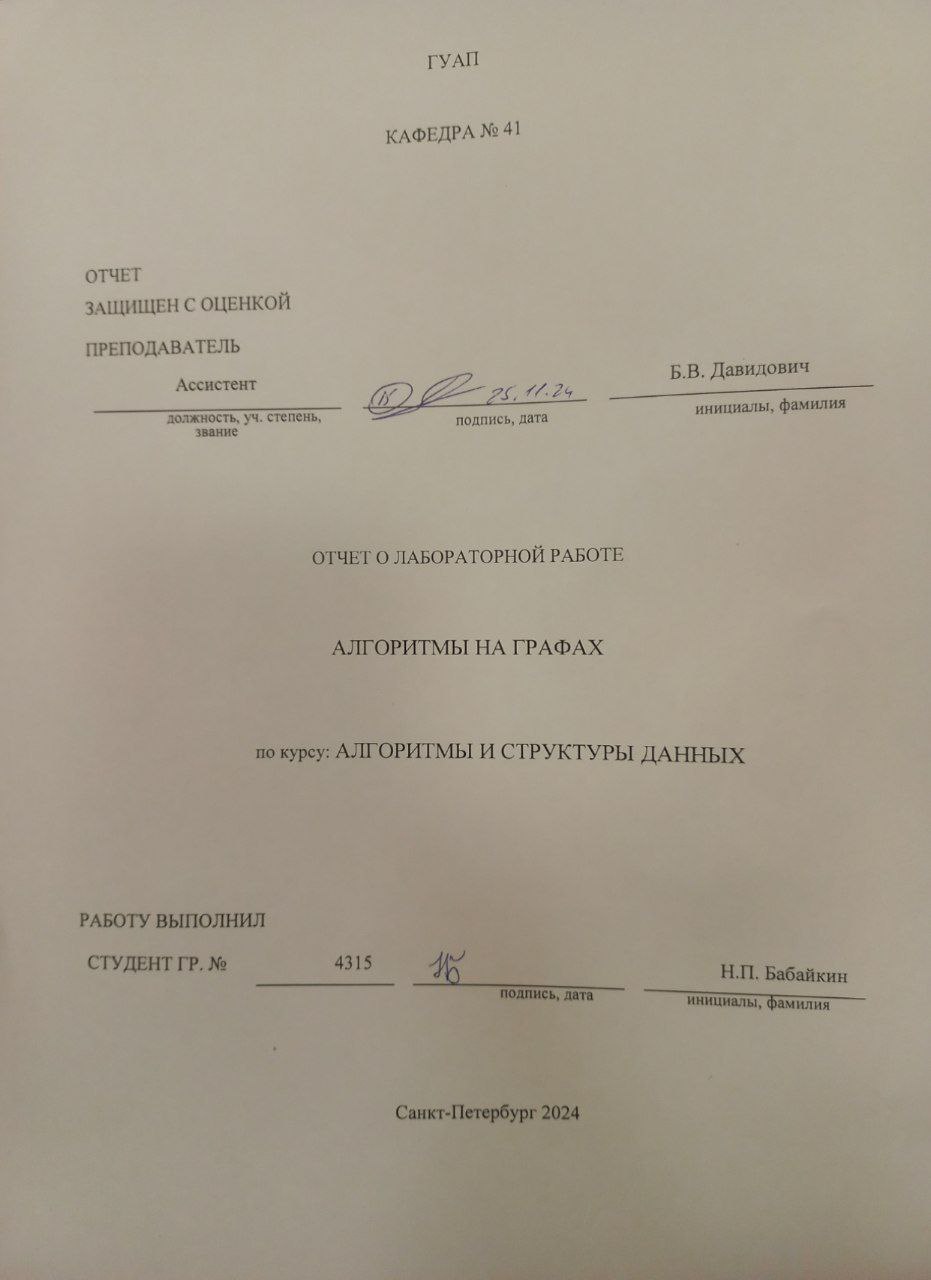 ГУАП
КАФЕДРА № 41
ОТЧЕТ
ЗАЩИЩЕН С ОЦЕНКОЙ
ПРЕПОДАВАТЕЛЬ
Ассистент 25.11.24 Б.В. Давидович
должность, уч. степень, звание подпись, дата инициалы, фамилия
ОТЧЕТ О ЛАБОРАТОРНОЙ РАБОТЕ
АЛГОРИТМЫ НА ГРАФАХ
по курсу: АЛГОРИТМЫ И СТРУКТУРЫ ДАННЫХ
РАБОТУ ВЫПОЛНИЛ
СТУДЕНТ ГР. № 4315 Н.П. Бабайкин
подпись, дата инициалы, фамилия
Санкт-Петербург 2024